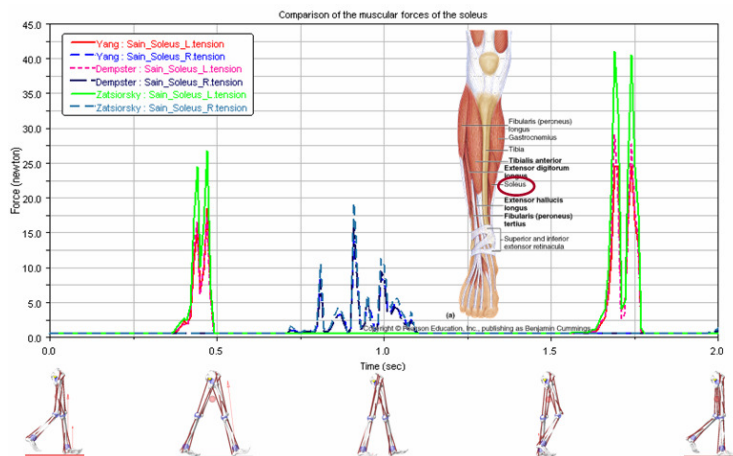 Comparison of the muscular forces of the soleus
45.0
40.0
35.0
30.0
25.0
20.0
15.0
10.0
5.0
0.0
Force (newton)
Yang : Sain_Soleus_L.tension
Yang : Sain_Soleus_R.tension
Dempster : Sain_Soleus_L.tension
Dempster : Sain_Soleus_R.tension
Zatsiorsky : Sain_Soleus_L.tension
Zatsiorsky : Sain_Soleus_R.tension
Fibularis (peroneus)
longus
Gastrocnemius
Tibia
Tibialis anterior
Extensor digitorum
longus
Soleus
Extensor hallucis
longus
Fibularis (peroneus)
tertius
Superior and inferior
extensor retinacula
(a)
Copyright © Pearson Education, Inc., publishing as Benjamin Cummings.
0.0
0.5
1.0
1.5
2.0
Time (sec)